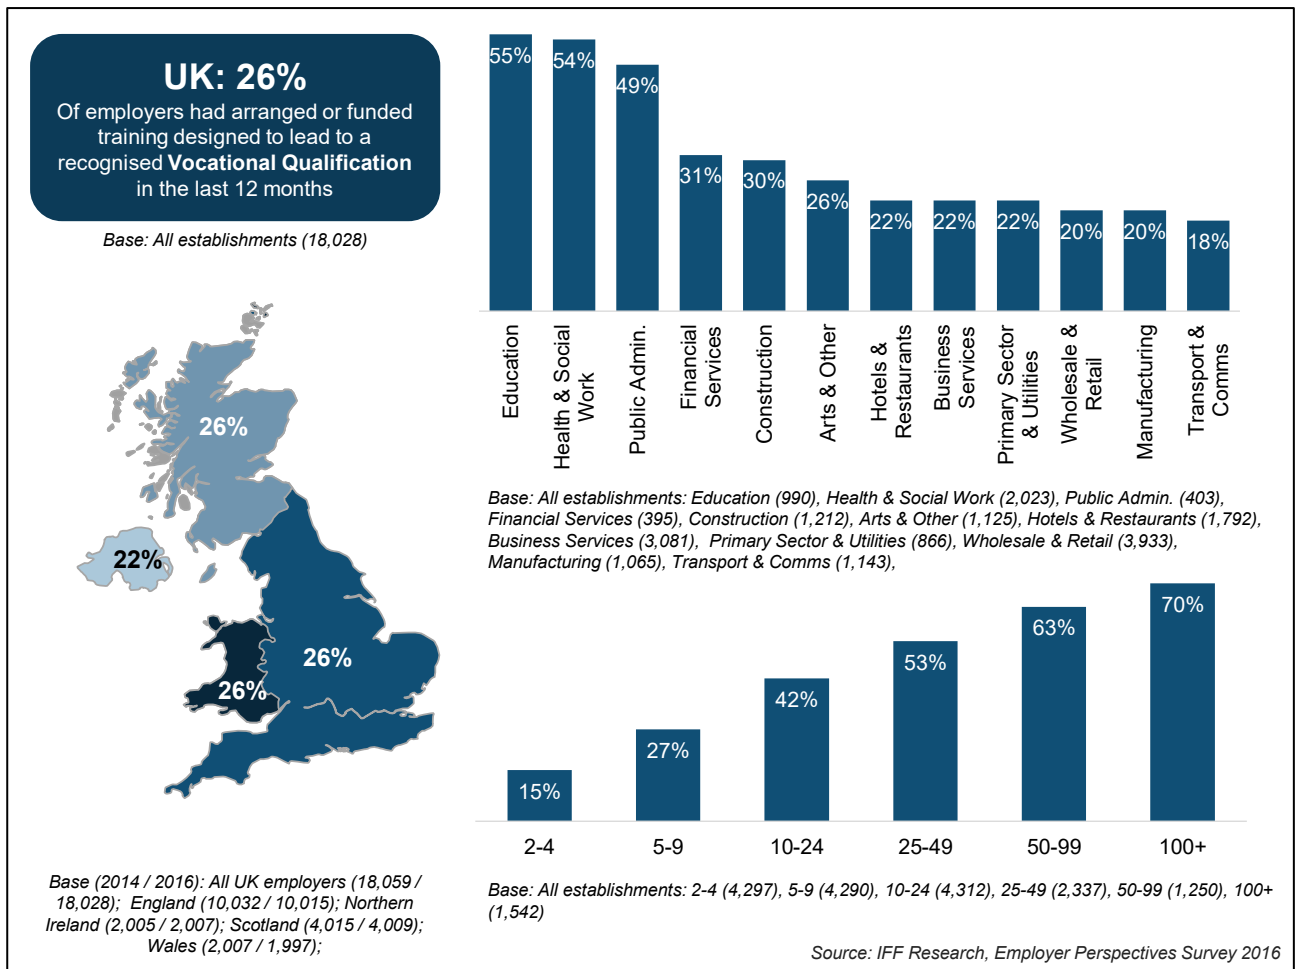 UK: 26%
Of employers had arranged or funded
training designed to lead to a
recognised Vocational Qualification
in the last 12 months
Base: All establishments (18,028)
26%
22%
26%
26%
Base (2014 / 2016): All UK employers (18,059 /
18,028);  England (10,032 / 10,015); Northern
Ireland (2,005 / 2,007); Scotland (4,015 / 4,009);
Wales (2,007 / 1,997);
55%
54%
49%
31%
30%
26%
22%
22%
22%
20%
20%
18%
Education
Health & Social
Work
Public Admin.
Financial
Services
Construction
Arts & Other
Hotels &
Restaurants
Business
Services
Primary Sector
& Utilities
Wholesale &
Retail
Manufacturing
Transport &
Comms
Base: All establishments: Education (990), Health & Social Work (2,023), Public Admin. (403),
Financial Services (395), Construction (1,212), Arts & Other (1,125), Hotels & Restaurants (1,792),
Business Services (3,081),  Primary Sector & Utilities (866), Wholesale & Retail (3,933),
Manufacturing (1,065), Transport & Comms (1,143),
15%
27%
42%
53%
63%
70%
2-4
5-9
10-24
25-49
50-99
100+
Base: All establishments: 2-4 (4,297), 5-9 (4,290), 10-24 (4,312), 25-49 (2,337), 50-99 (1,250), 100+
(1,542)
Source: IFF Research, Employer Perspectives Survey 2016